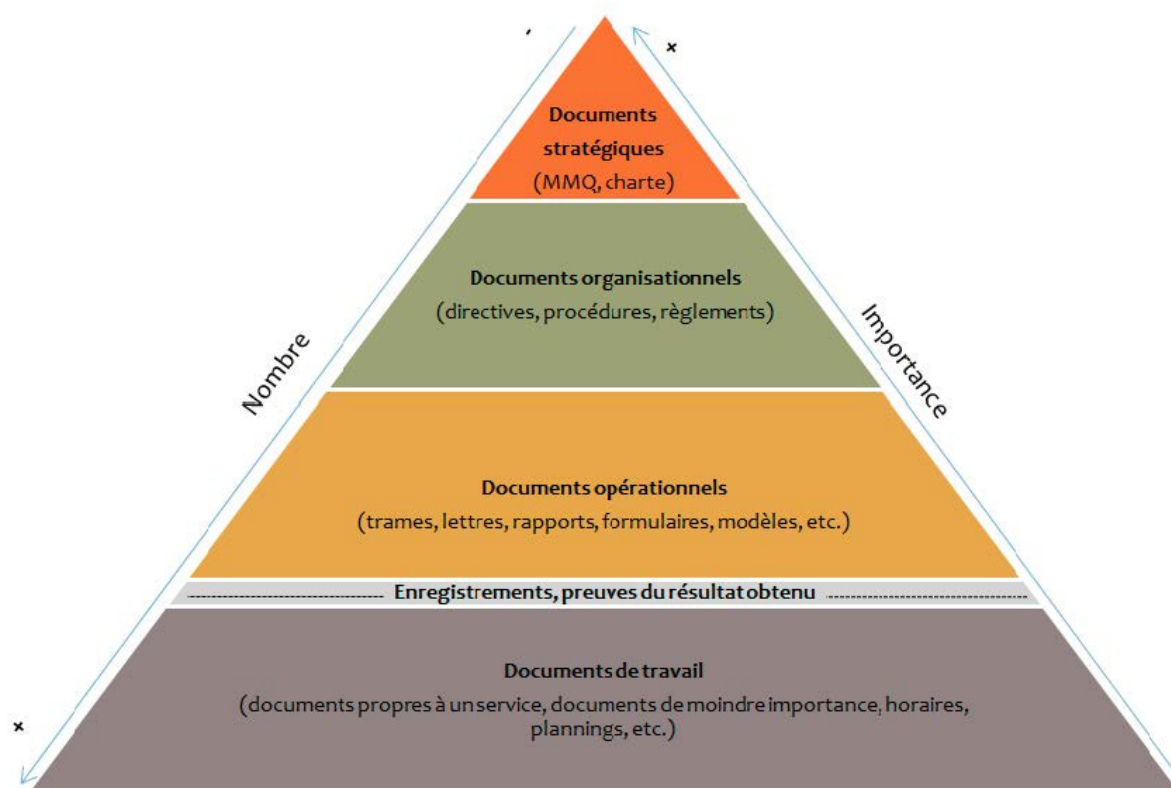 -
+
Documents
stratégiques
(MMQ, charte)
Documents organisationnels
(directives, procédures, règlements)
Nombre
Importance
Documents opérationnels
(trames, lettres, rapports, formulaires, modèles, etc.)
Enregistrements, preuves du résultat obtenu
Documents de travail
(documents propres à un service, documents de moindre importance, horaires,
plannings, etc.)
+